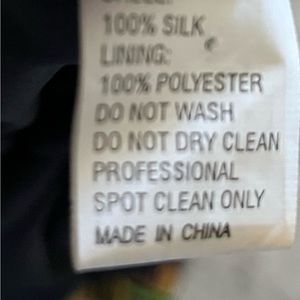 100% SILK
LINING:
100% POLYESTER
DO NOT WASH
DO NOT DRY CLEAN
PROFESSIONAL
SPOT CLEAN ONLY
MADE IN CHINA